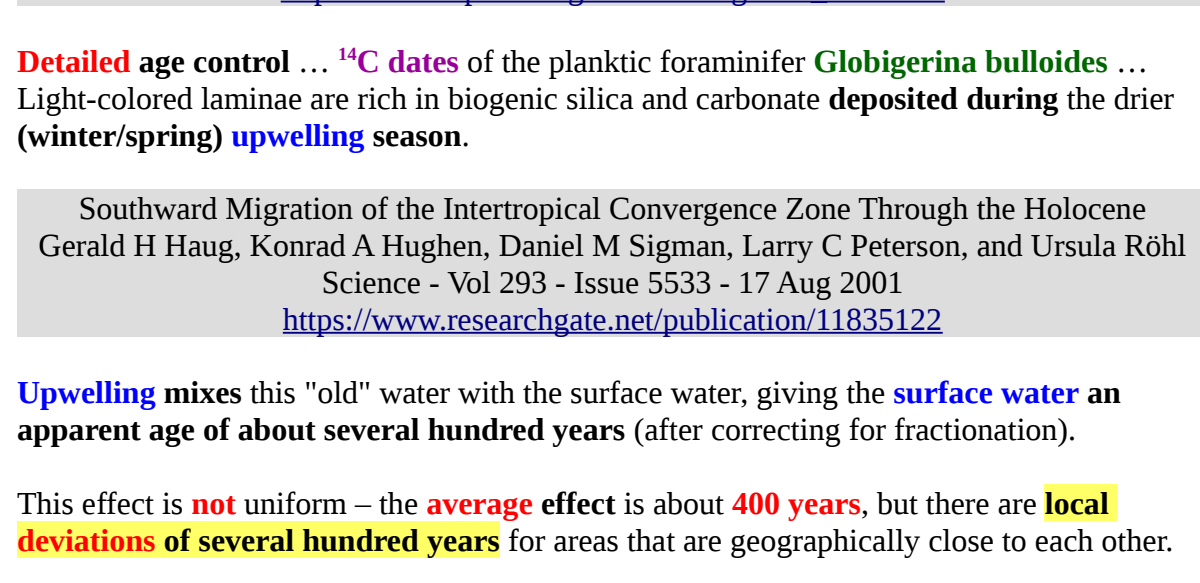 Detailed age control … ¹⁴C dates of the planktic foraminifer Globigerina bulloides …
Light-colored laminae are rich in biogenic silica and carbonate deposited during the drier
(winter/spring) upwelling season.
Southward Migration of the Intertropical Convergence Zone Through the Holocene
Gerald H Haug, Konrad A Hughen, Daniel M Sigman, Larry C Peterson, and Ursula Röhl
Science - Vol 293 - Issue 5533 - 17 Aug 2001
https://www.researchgate.net/publication/11835122
Upwelling mixes this "old" water with the surface water, giving the surface water an
apparent age of about several hundred years (after correcting for fractionation).
This effect is not uniform – the average effect is about 400 years, but there are local
deviations of several hundred years for areas that are geographically close to each other.